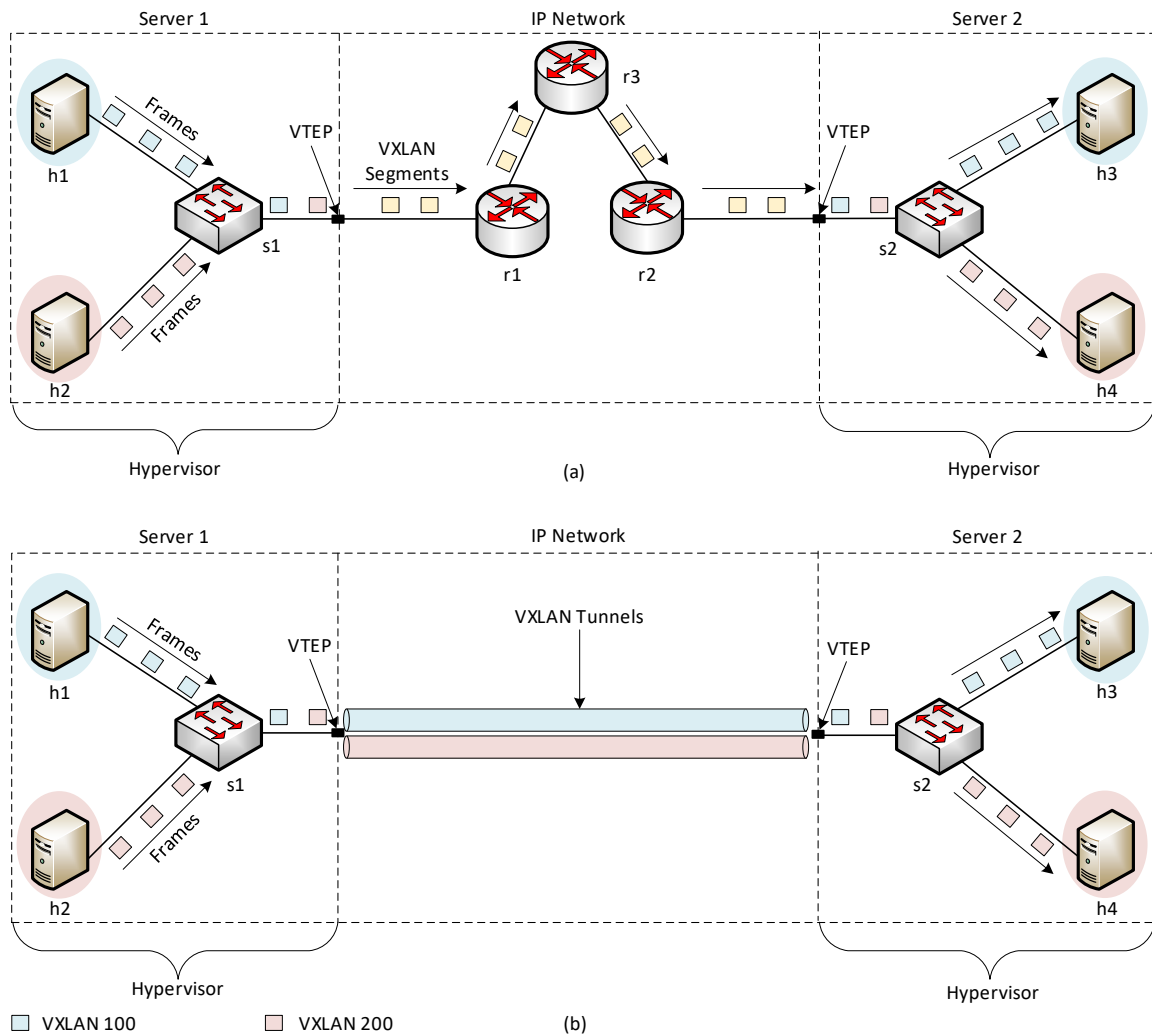 Server 1
IP Network
Server 2
Frames
h1
Frames
h2
s1
VTEP
VXLAN
Segments
r1
r3
r2
VTEP
s2
h3
h4
Hypervisor
(a)
Hypervisor
Server 1
IP Network
Server 2
Frames
h1
Frames
h2
s1
VTEP
VXLAN Tunnels
VTEP
s2
h3
h4
Hypervisor
Hypervisor
VXLAN 100
VXLAN 200
(b)